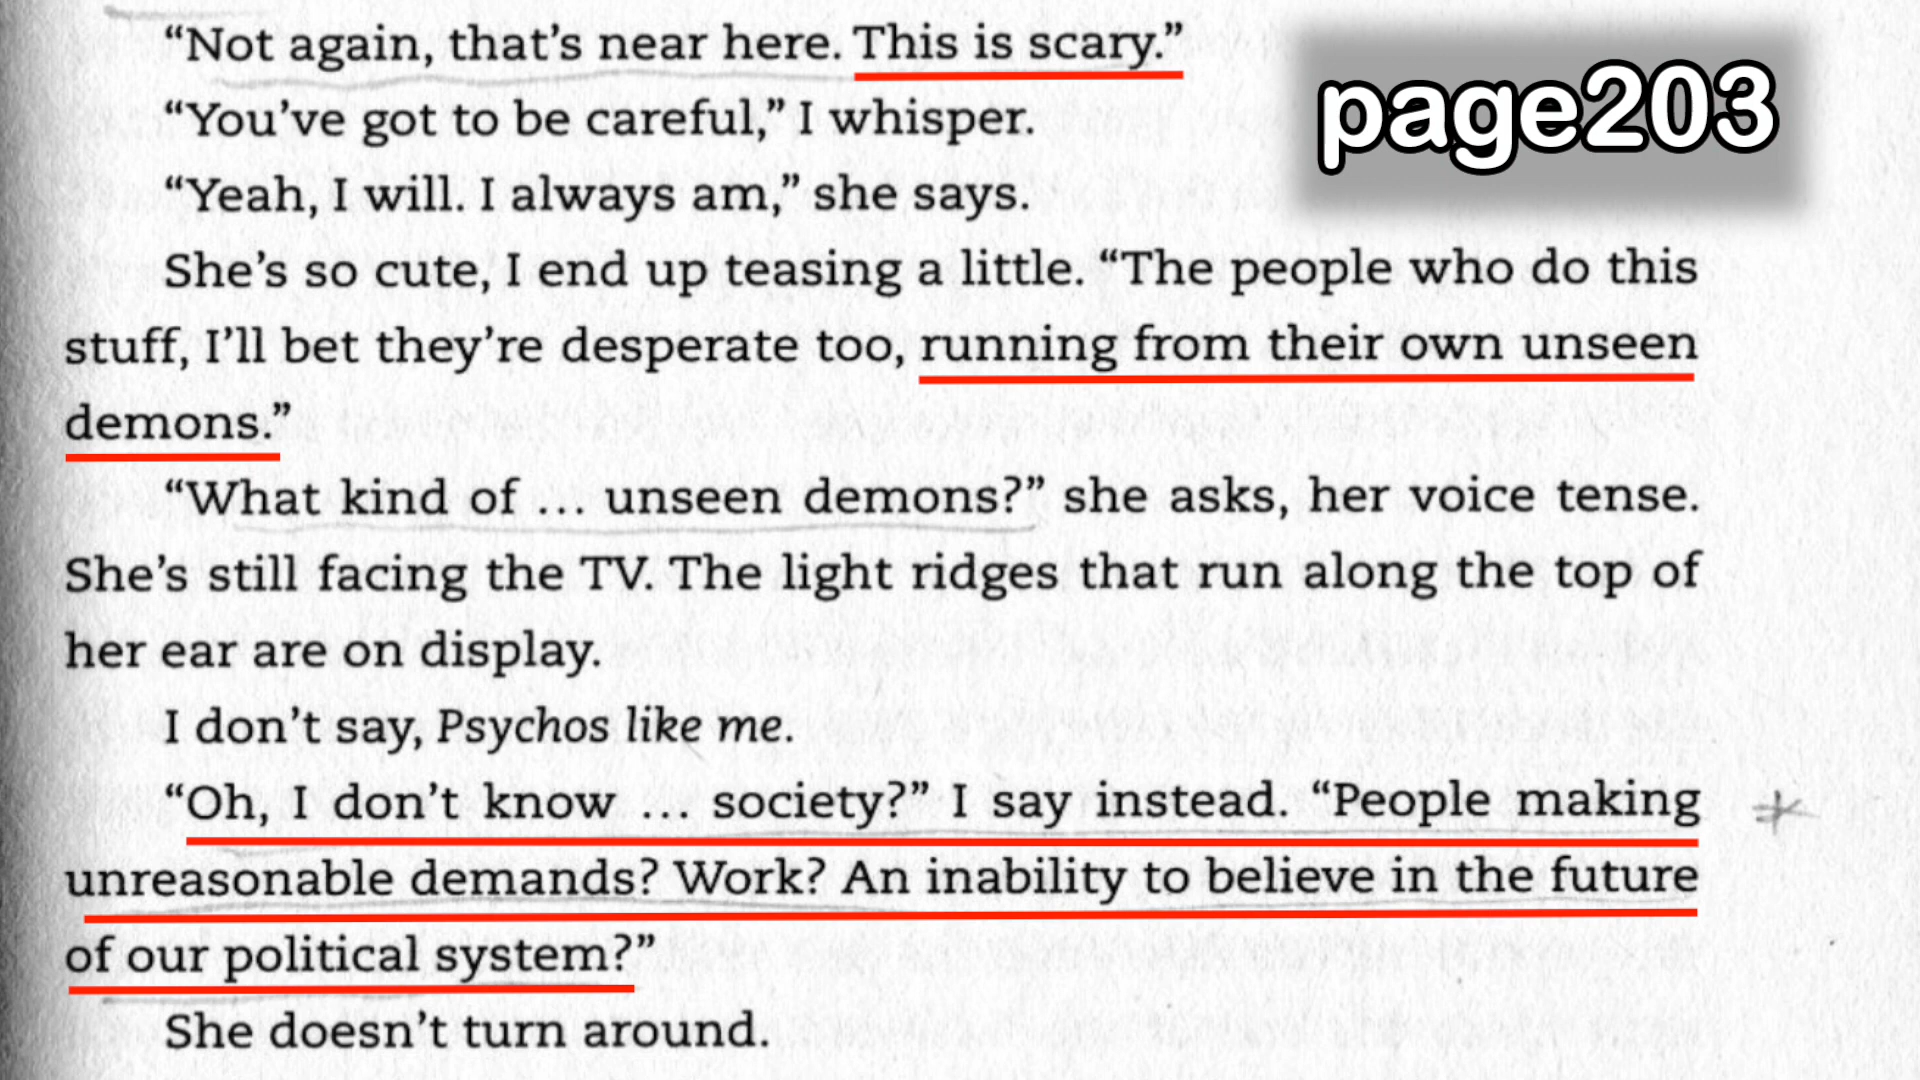 “Not again, that’s near here. This is scary.”
page203
“You’ve got to be careful,” I whisper.
“Yeah, I will. I always am,” she says.
She’s so cute, I end up teasing a little. “The people who do this
stuff, I’ll bet they’re desperate too, running from their own unseen
demons.”
“What kind of … unseen demons?” she asks, her voice tense.
She’s still facing the TV. The light ridges that run along the top of
her ear are on display.
I don’t say, Psychos like me.
“Oh, I don’t know … society?” I say instead. “People making
unreasonable demands? Work? An inability to believe in the future
of our political system?”
She doesn’t turn around.